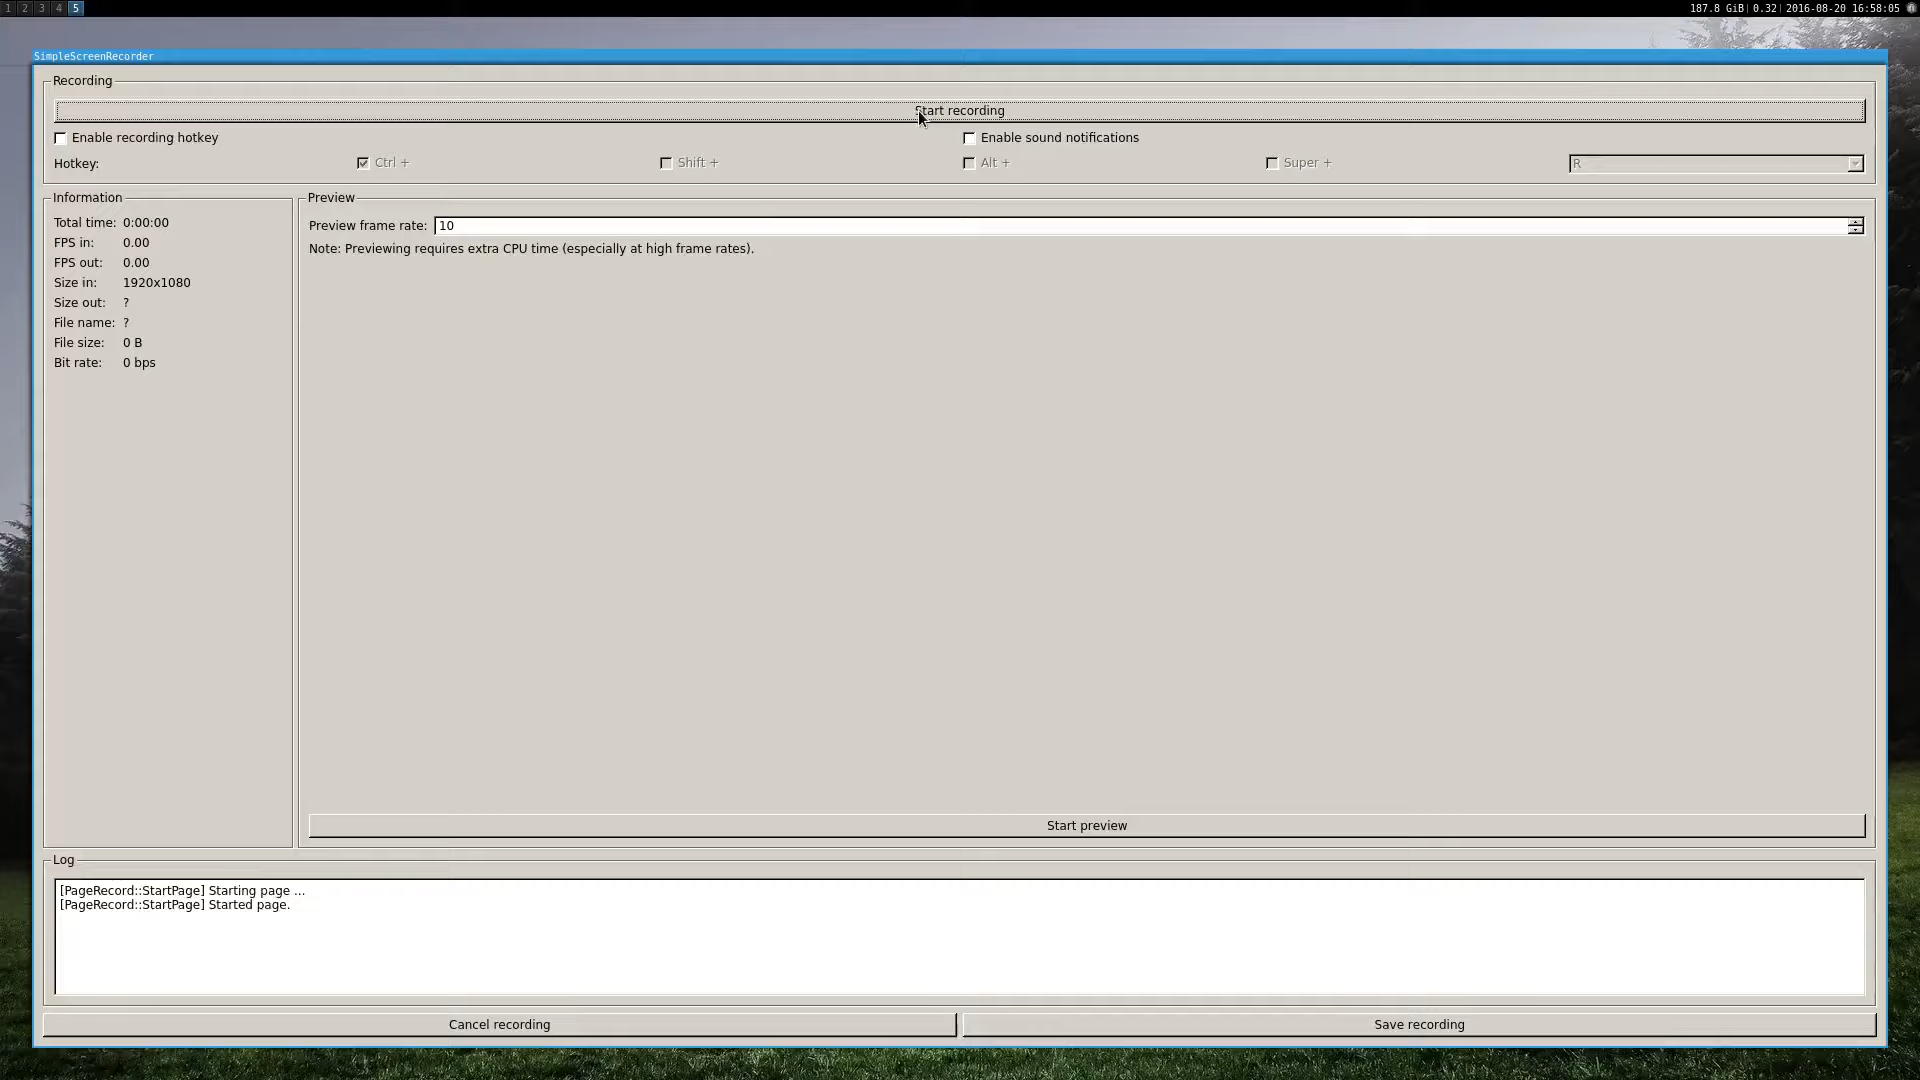 1 2 3 4 5
187.8 GiB| 0.32| 2016-08-20 16:58:05
SimpleScreenRecorder
Recording
Start recording
Enable recording hotkey
Enable sound notifications
Hotkey: Ctrl + Shift + Alt + Super + R
Information
Total time: 0:00:00
FPS in: 0.00
FPS out: 0.00
Size in: 1920x1080
Size out: ?
File name: ?
File size: 0 B
Bit rate: 0 bps
Preview
Preview frame rate: 10
Note: Previewing requires extra CPU time (especially at high frame rates).
Start preview
Log
[PageRecord::StartPage] Starting page ...
[PageRecord::StartPage] Started page.
Cancel recording
Save recording